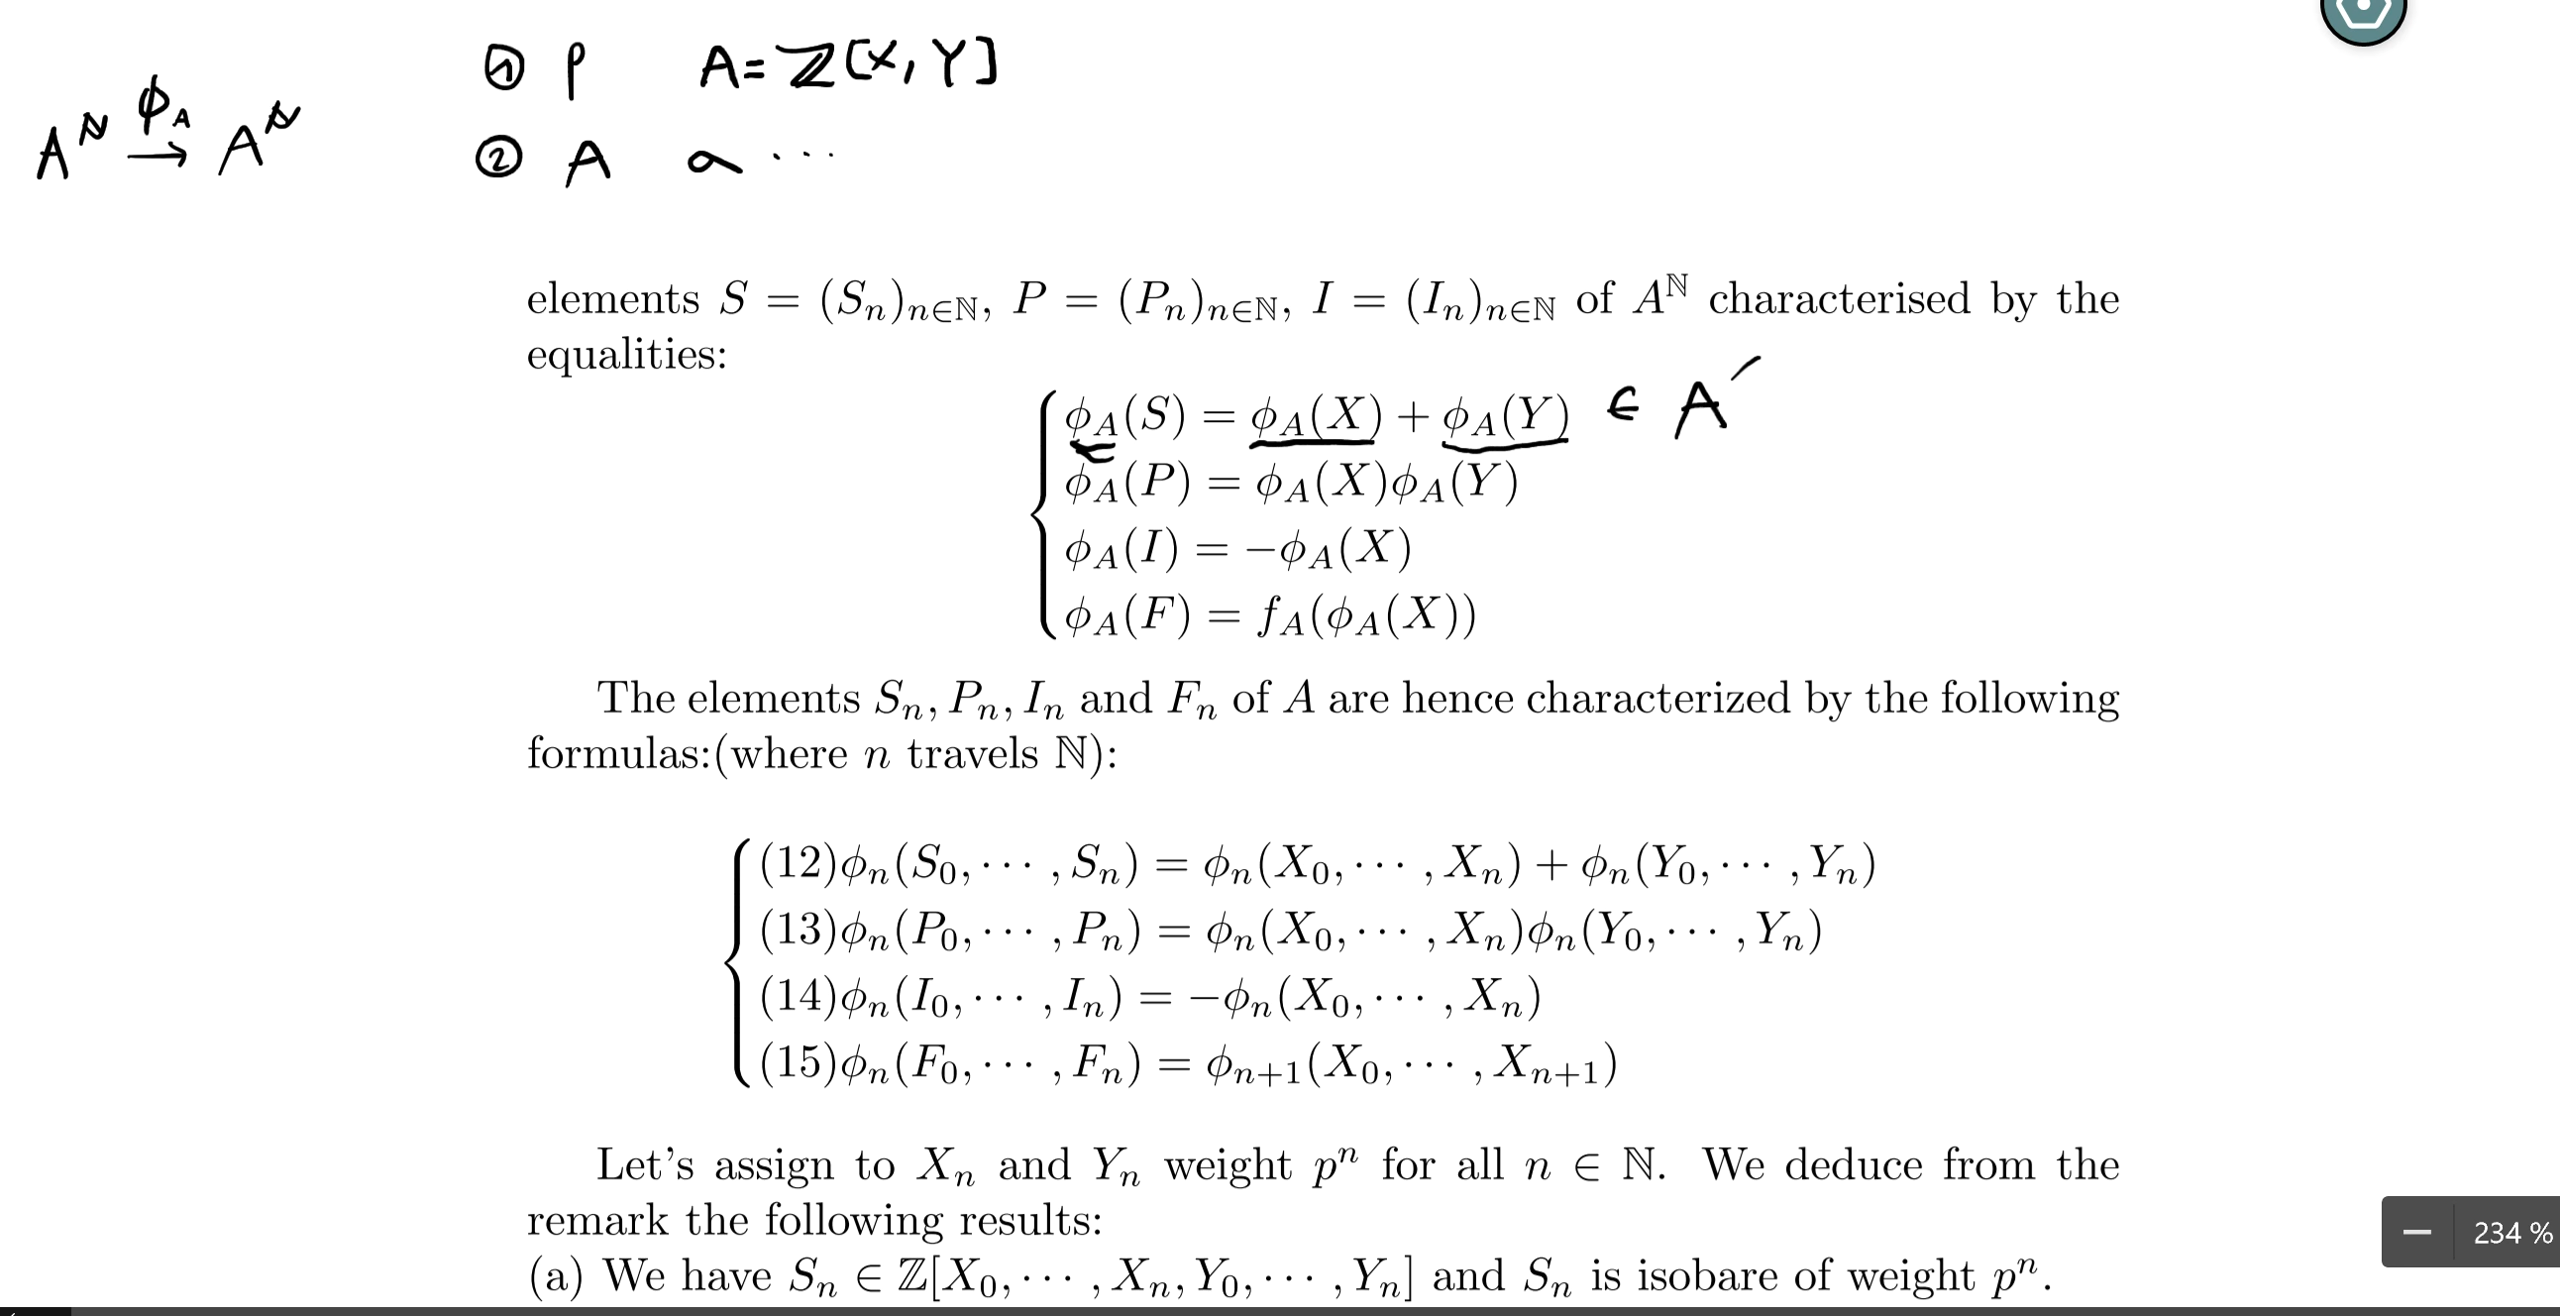 ① p A = ℤ[X, Y]
A^ℕ →^{ϕ_A} A^ℕ
② A σ ...
elements S = (S_n)_{n∈ℕ}, P = (P_n)_{n∈ℕ}, I = (I_n)_{n∈ℕ} of A^ℕ characterised by the
equalities:
ϕ_A(S) = ϕ_A(X) + ϕ_A(Y) ∈ A′
ϕ_A(P) = ϕ_A(X)ϕ_A(Y)
ϕ_A(I) = −ϕ_A(X)
ϕ_A(F) = f_A(ϕ_A(X))
The elements S_n, P_n, I_n and F_n of A are hence characterized by the following
formulas:(where n travels ℕ):
(12)ϕ_n(S_0, ⋯ , S_n) = ϕ_n(X_0, ⋯ , X_n) + ϕ_n(Y_0, ⋯ , Y_n)
(13)ϕ_n(P_0, ⋯ , P_n) = ϕ_n(X_0, ⋯ , X_n)ϕ_n(Y_0, ⋯ , Y_n)
(14)ϕ_n(I_0, ⋯ , I_n) = −ϕ_n(X_0, ⋯ , X_n)
(15)ϕ_n(F_0, ⋯ , F_n) = ϕ_{n+1}(X_0, ⋯ , X_{n+1})
Let's assign to X_n and Y_n weight p^n for all n ∈ ℕ. We deduce from the
remark the following results:
(a) We have S_n ∈ ℤ[X_0, ⋯ , X_n, Y_0, ⋯ , Y_n] and S_n is isobare of weight p^n.
234 %